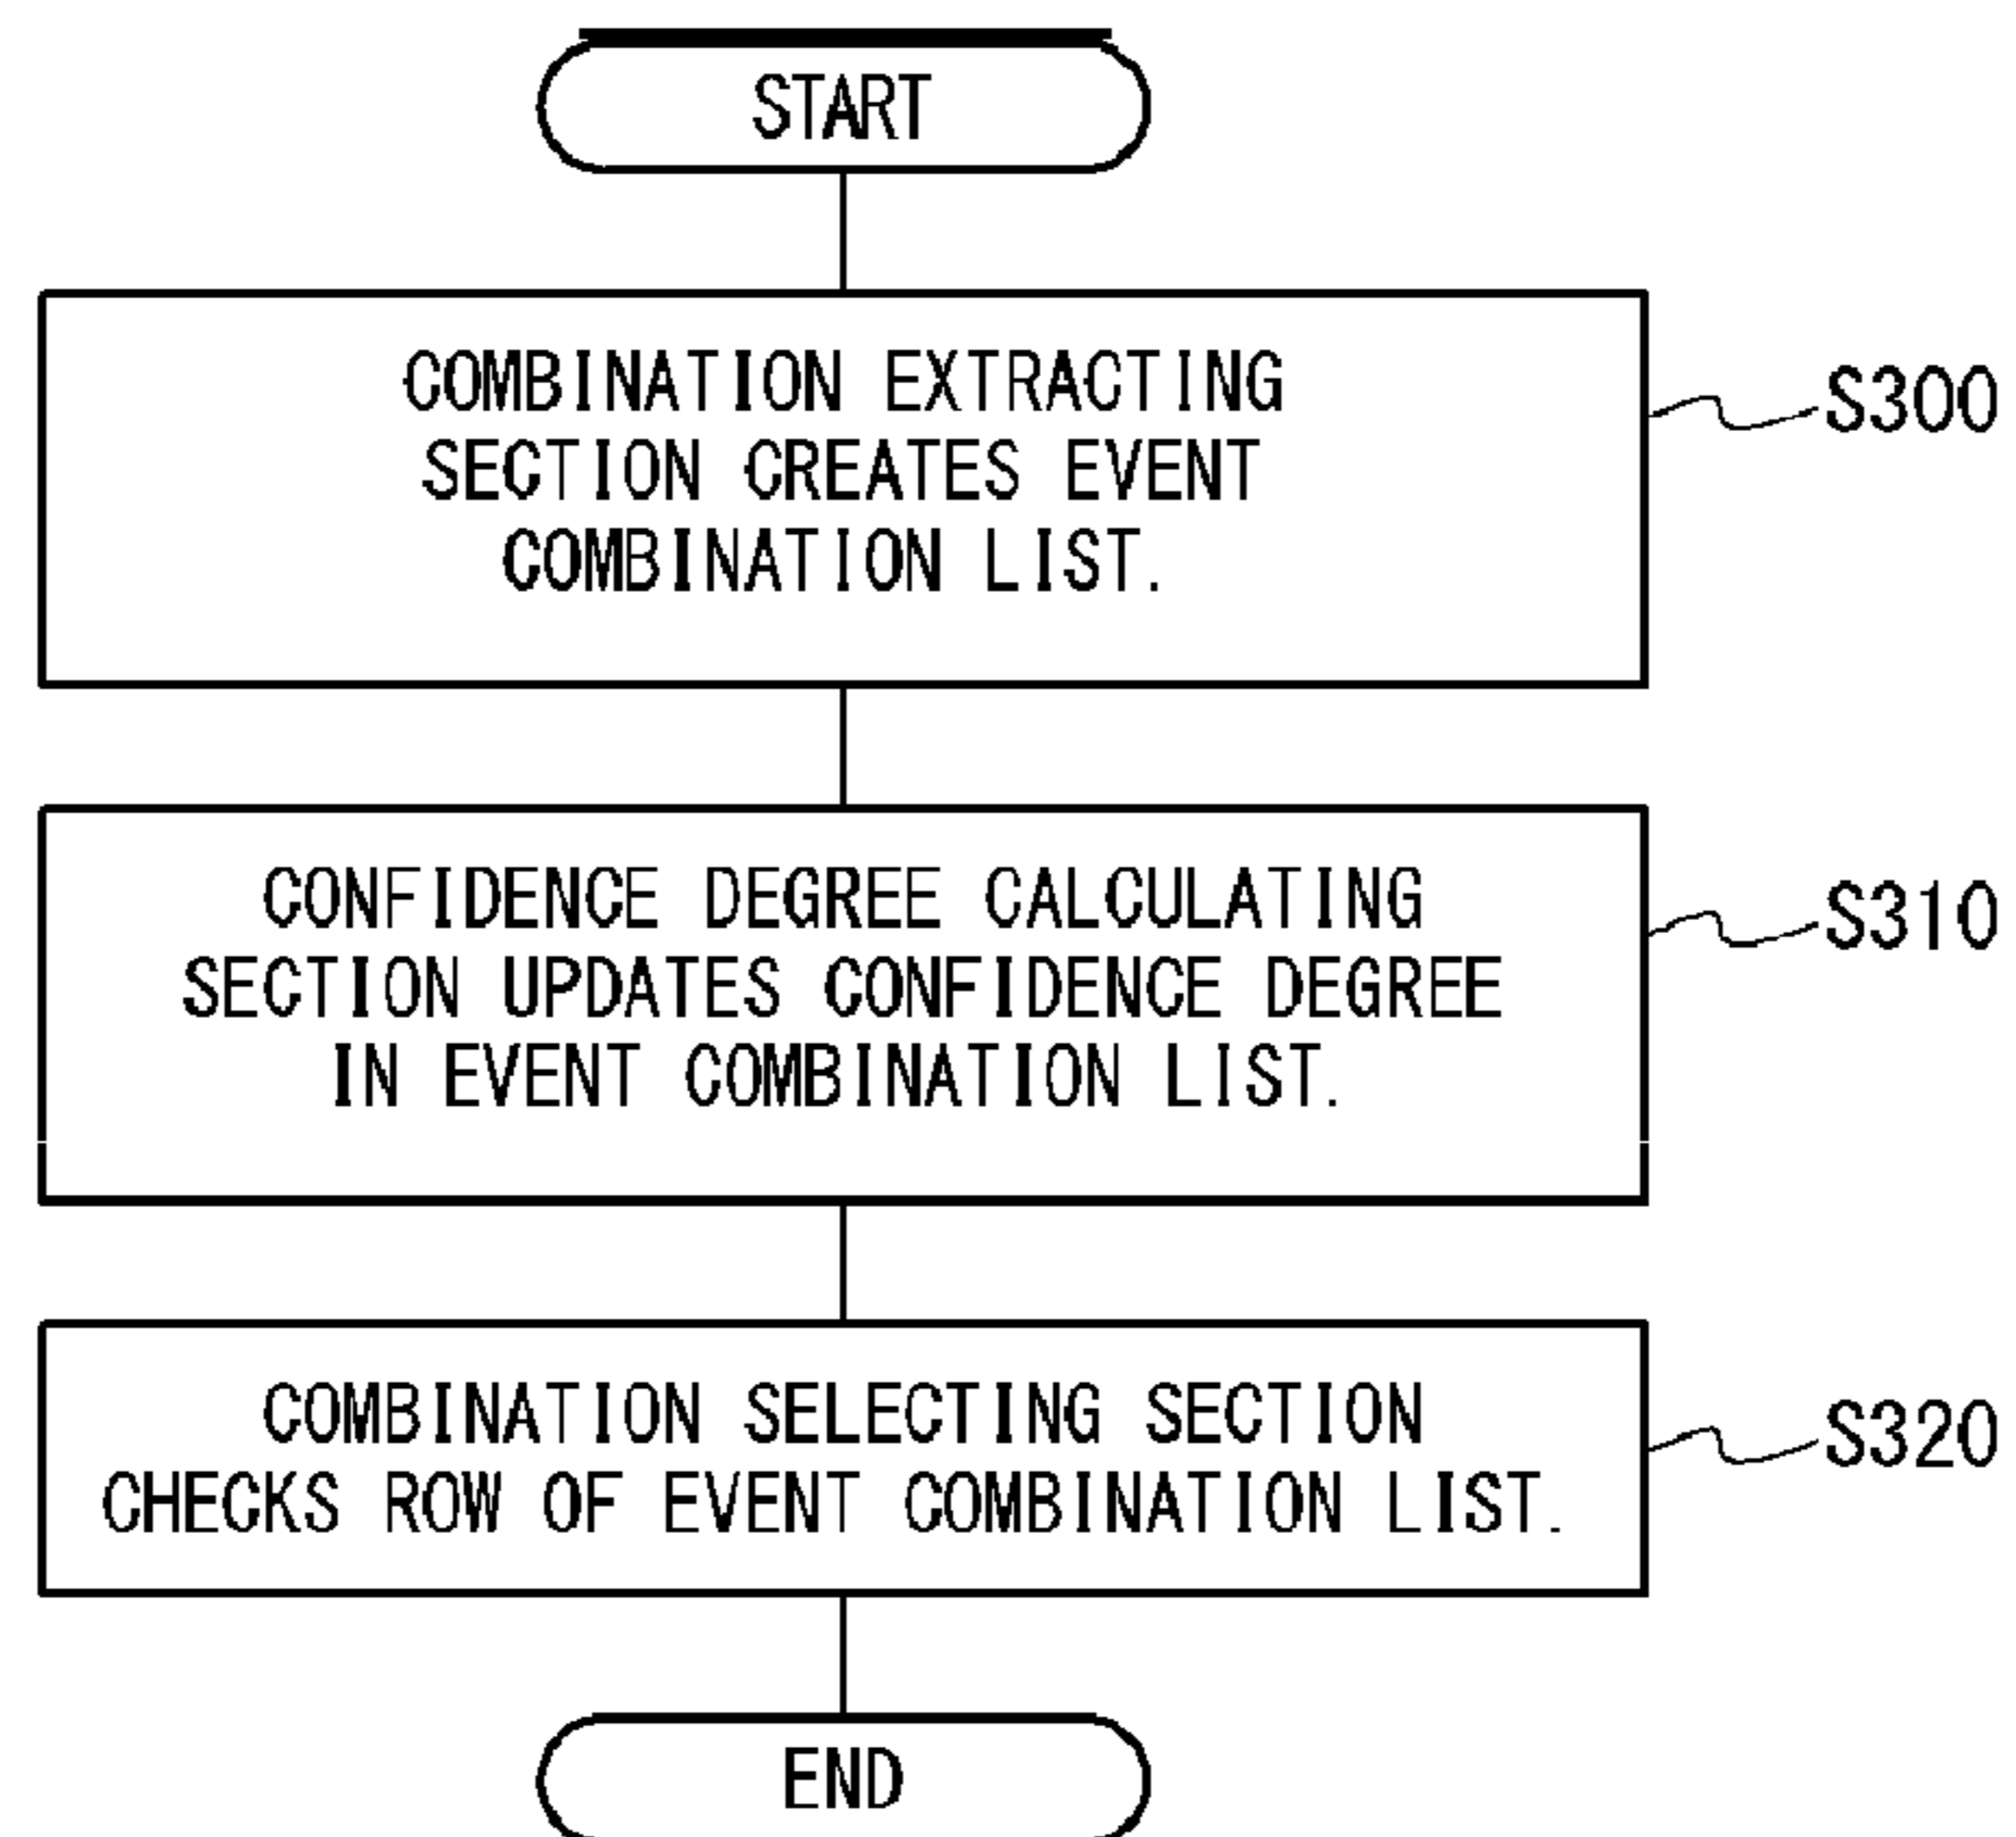 START
COMBINATION EXTRACTING
SECTION CREATES EVENT
COMBINATION LIST.
S300
CONFIDENCE DEGREE CALCULATING
SECTION UPDATES CONFIDENCE DEGREE
IN EVENT COMBINATION LIST.
S310
COMBINATION SELECTING SECTION
CHECKS ROW OF EVENT COMBINATION LIST.
S320
END